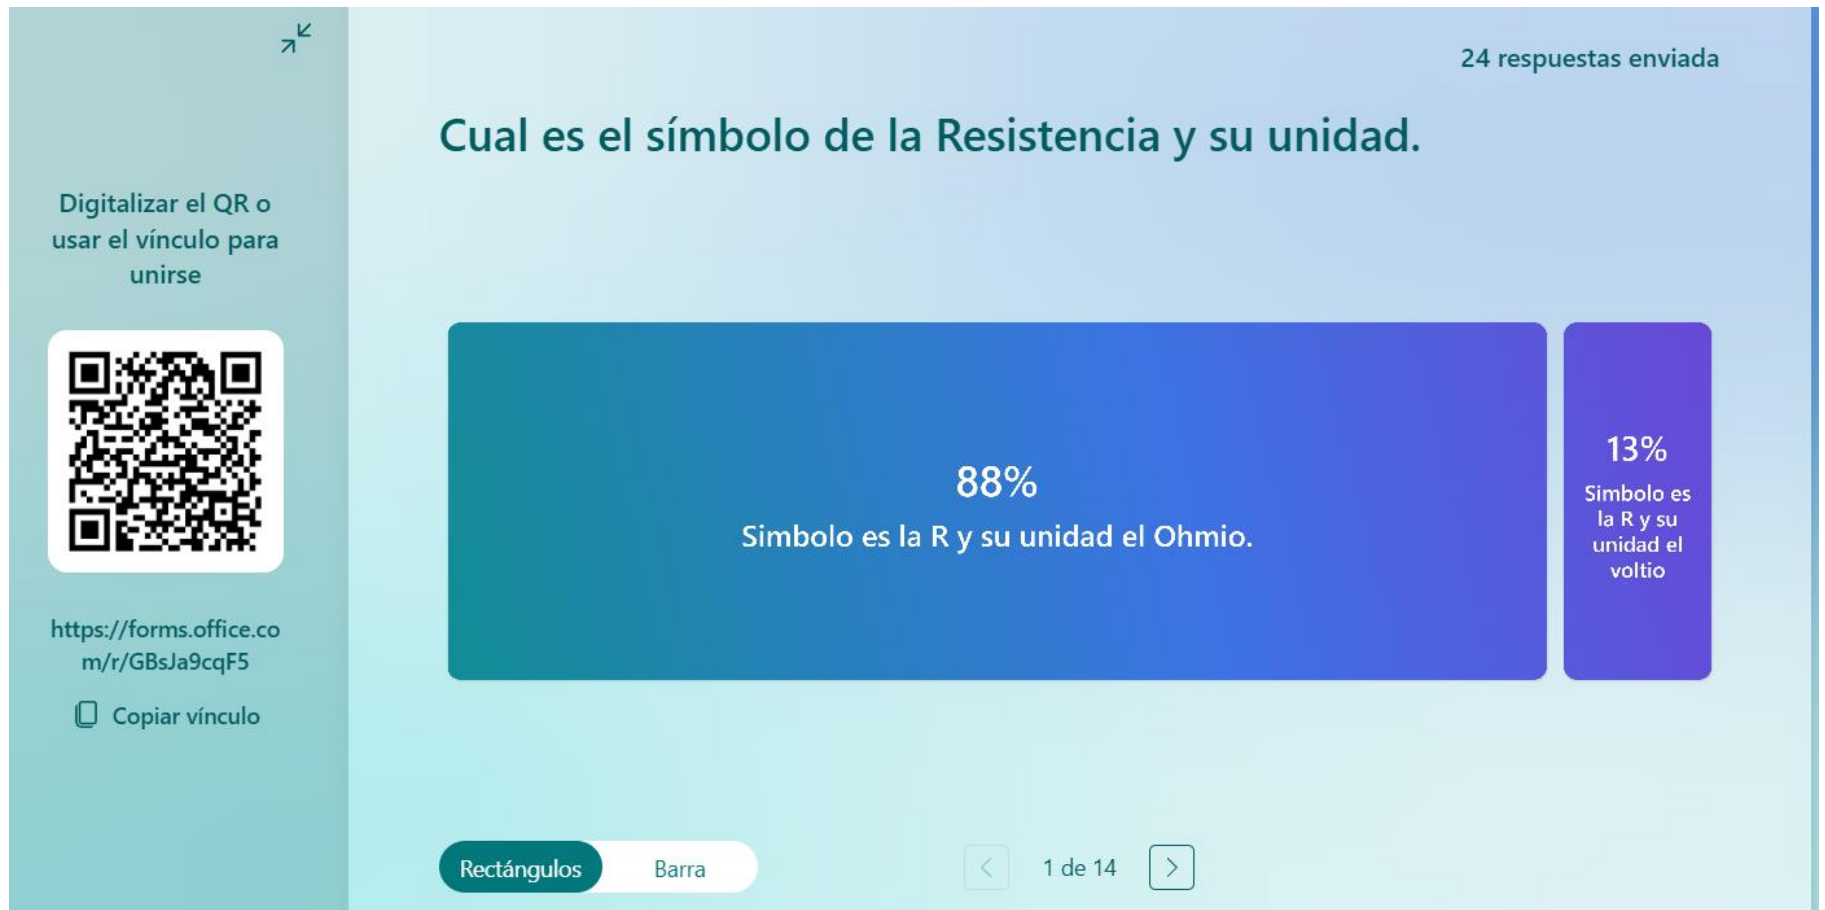 Digitalizar el QR o
usar el vínculo para
unirse
https://forms.office.co
m/r/GBsJa9cqF5
Copiar vínculo
24 respuestas enviada
Cual es el símbolo de la Resistencia y su unidad.
88%
Simbolo es la R y su unidad el Ohmio.
13%
Simbolo es
la R y su
unidad el
voltio
Rectángulos
Barra
1 de 14